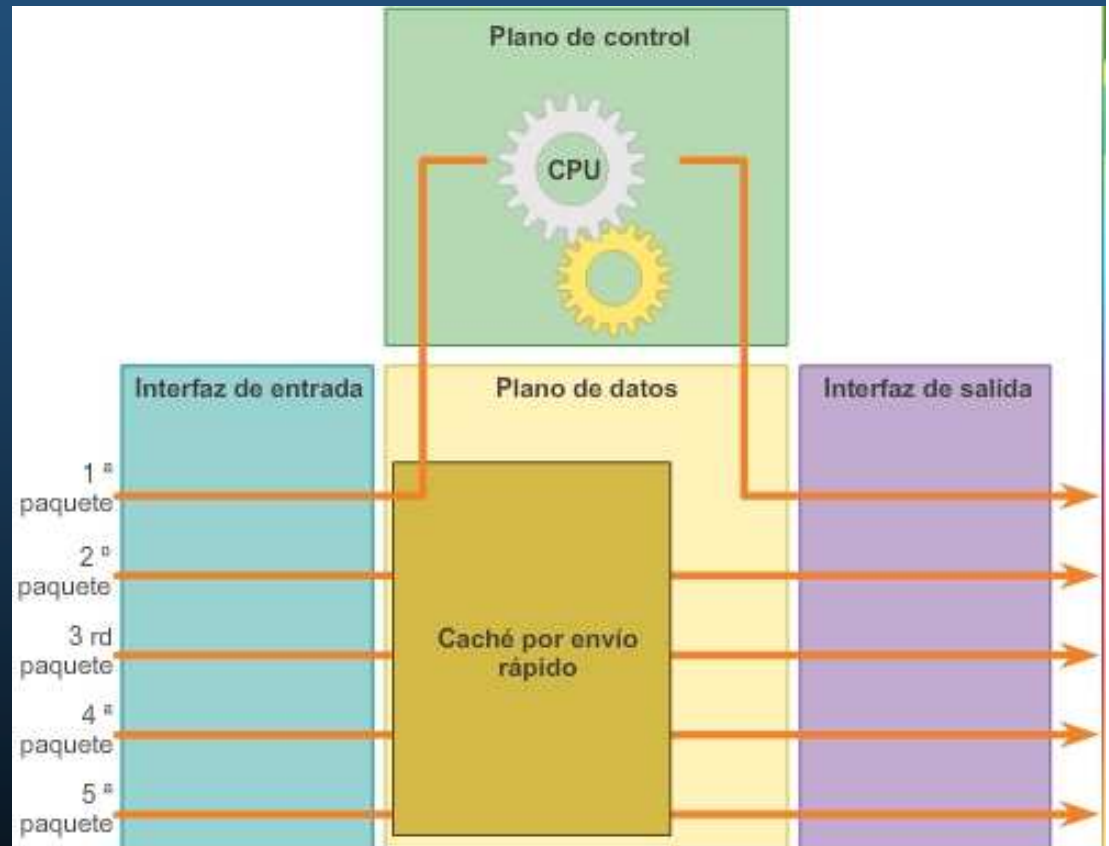 Plano de control
CPU
Interfaz de entrada
Plano de datos
Interfaz de salida
1 ª
paquete
2 º
paquete
3 rd
paquete
4 ª
paquete
5 ª
paquete
Caché por envío
rápido